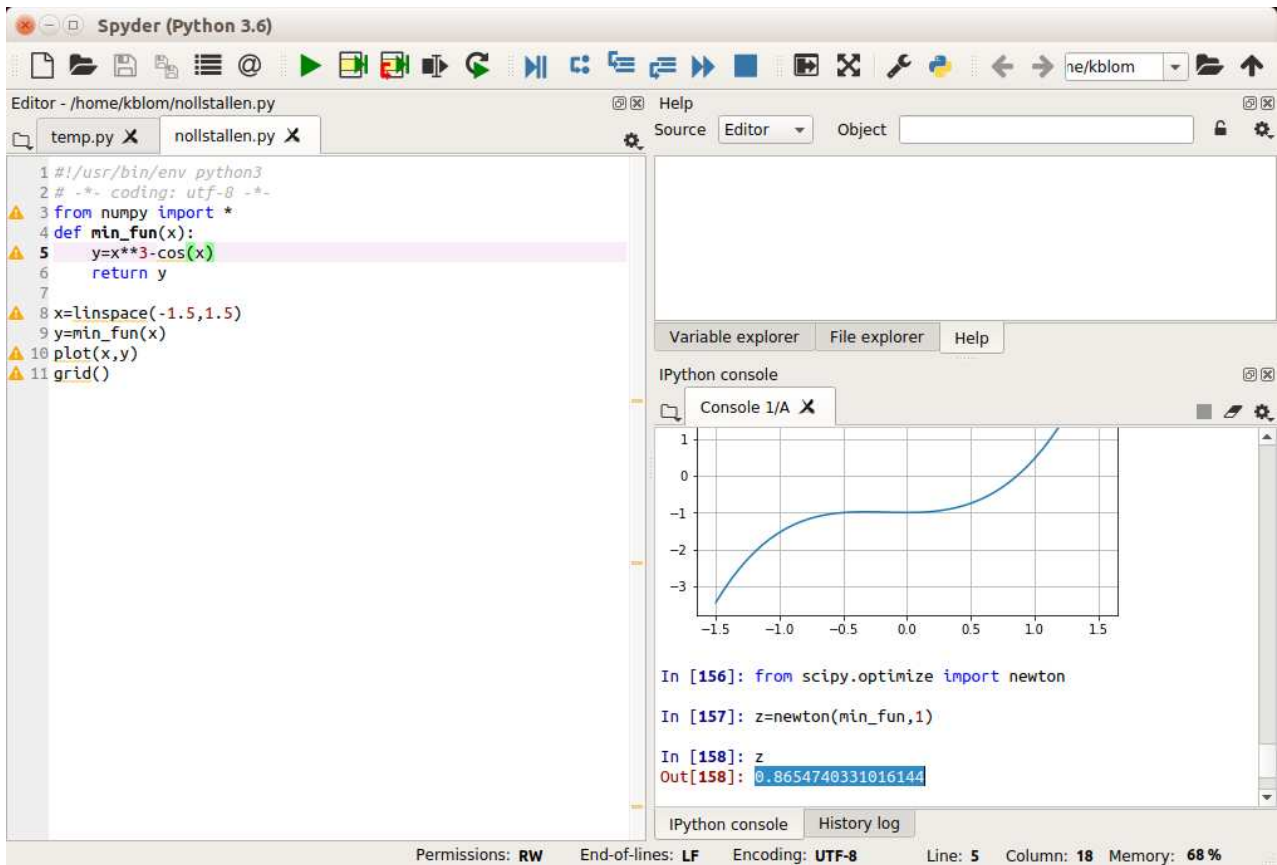 Spyder (Python 3.6)
ne/kblom
Editor - /home/kblom/nollstallen.py
temp.py
nollstallen.py
1 #!/usr/bin/env python3
2 # -*- coding: utf-8 -*-
3 from numpy import *
4 def min_fun(x):
5     y=x**3-cos(x)
6     return y
7
8 x=linspace(-1.5,1.5)
9 y=min_fun(x)
10 plot(x,y)
11 grid()
Help
Source Editor Object
Variable explorer File explorer Help
IPython console
Console 1/A
1
0
−1
−2
−3
−1.5 −1.0 −0.5 0.0 0.5 1.0 1.5
In [156]: from scipy.optimize import newton
In [157]: z=newton(min_fun,1)
In [158]: z
Out[158]: 0.8654740331016144
IPython console History log
Permissions: RW End-of-lines: LF Encoding: UTF-8 Line: 5 Column: 18 Memory: 68 %